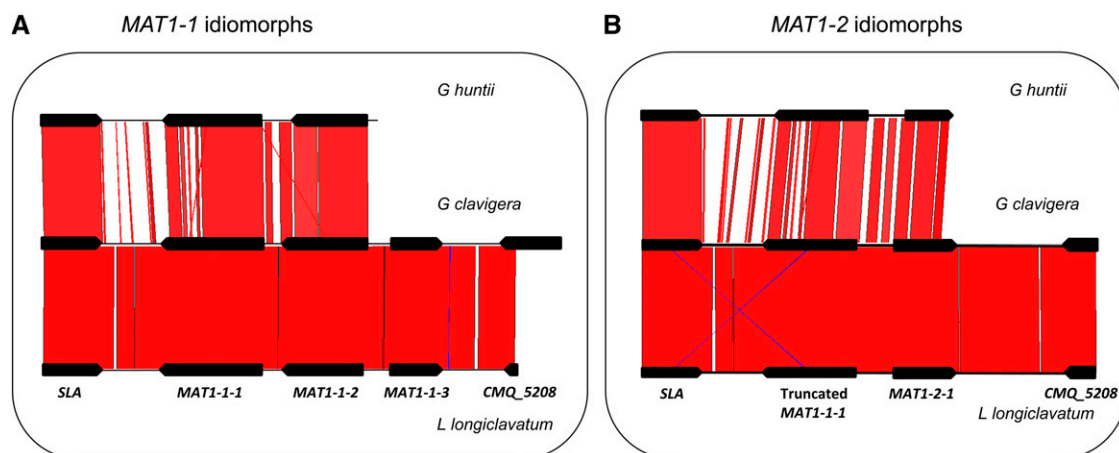 A MAT1-1 idiomorphs
G huntii
G clavigera
SLA MAT1-1-1 MAT1-1-2 MAT1-1-3 CMQ_5208
L longiclavatum
B MAT1-2 idiomorphs
G huntii
G clavigera
SLA Truncated MAT1-2-1 CMQ_5208
MAT1-1-1
L longiclavatum